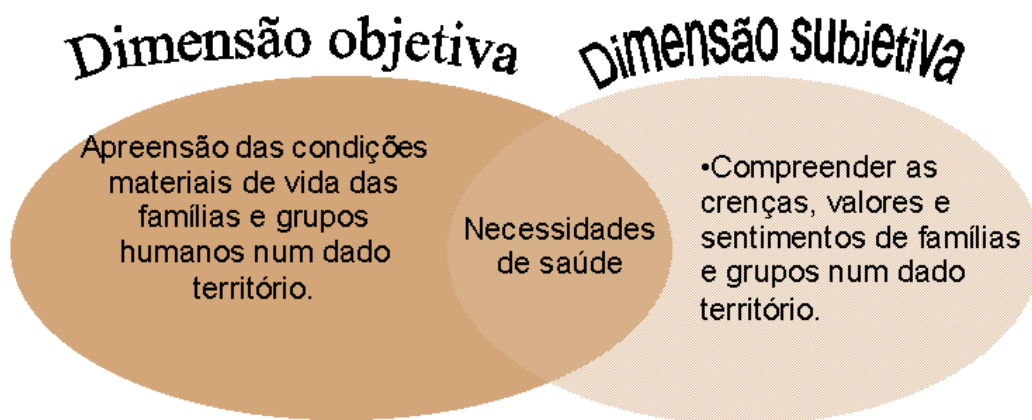 Dimensão objetiva
Dimensão subjetiva
Apreensão das condições
materiais de vida das
famílias e grupos
humanos num dado
território.
Necessidades
de saúde
•Compreender as
crenças, valores e
sentimentos de famílias
e grupos num dado
território.